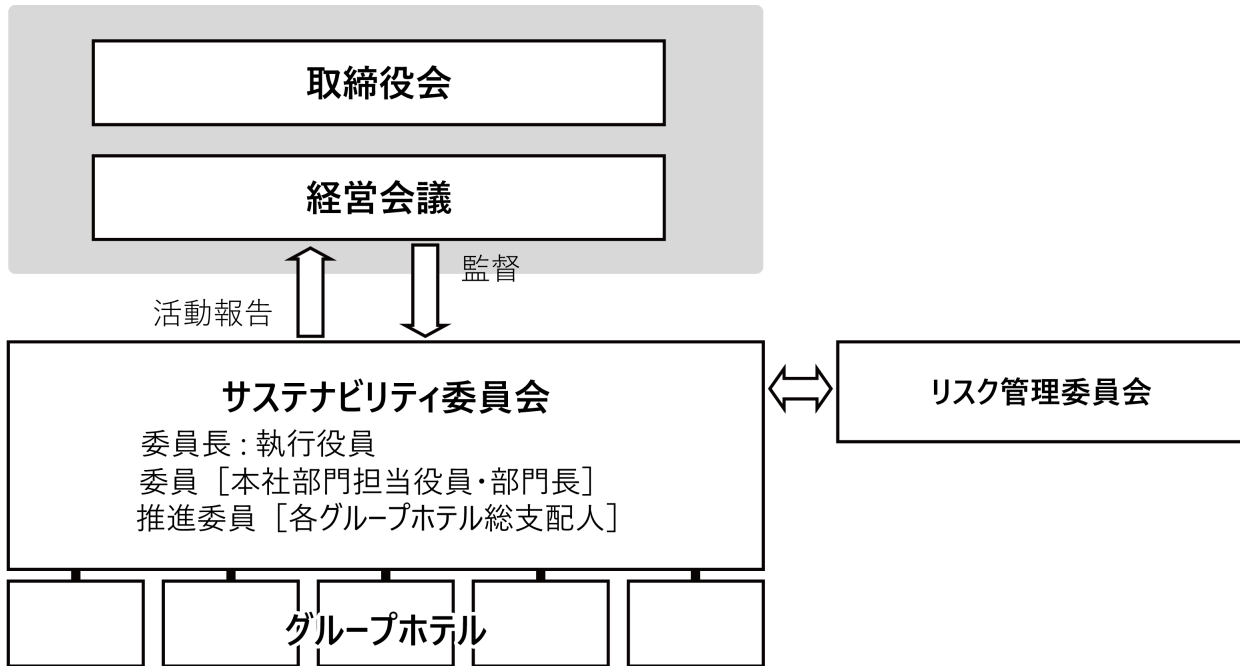 取締役会
経営会議
監督
活動報告
サステナビリティ委員会
委員長：執行役員
委員［本社部門担当役員・部門長］
推進委員［各グループホテル総支配人］
リスク管理委員会
グループホテル